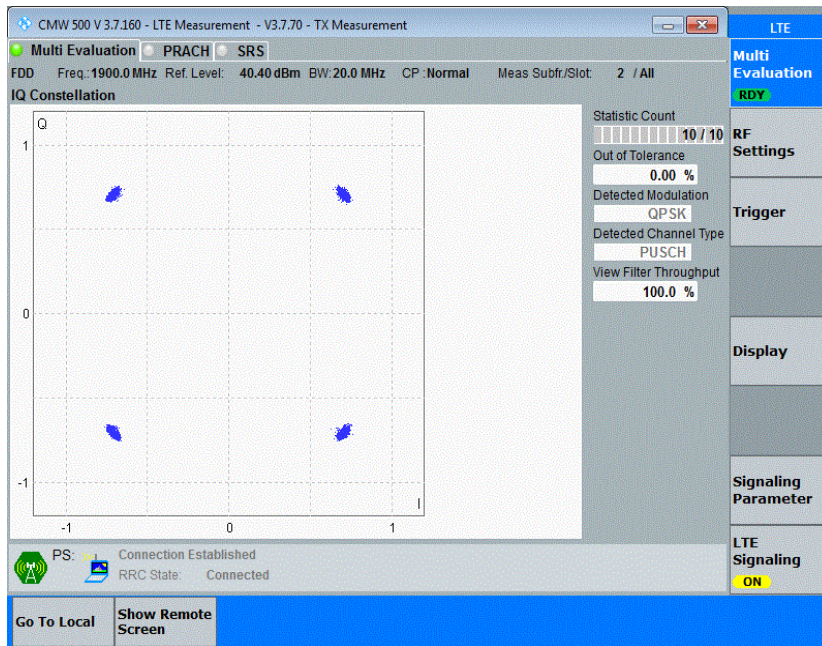 CMW 500 V 3.7.160 - LTE Measurement - V3.7.70 - TX Measurement
LTE
Multi Evaluation PRACH SRS
Multi
Evaluation
RDY
FDD Freq.: 1900.0 MHz Ref. Level: 40.40 dBm BW: 20.0 MHz CP : Normal Meas Subfr./Slot: 2 / All
IQ Constellation
Q
1
0
-1
-1 0 1
I
Statistic Count
10 / 10
Out of Tolerance
0.00 %
Detected Modulation
QPSK
Detected Channel Type
PUSCH
View Filter Throughput
100.0 %
RF
Settings
Trigger
Display
Signaling
Parameter
LTE
Signaling
ON
PS: Connection Established
RRC State: Connected
Go To Local
Show Remote
Screen